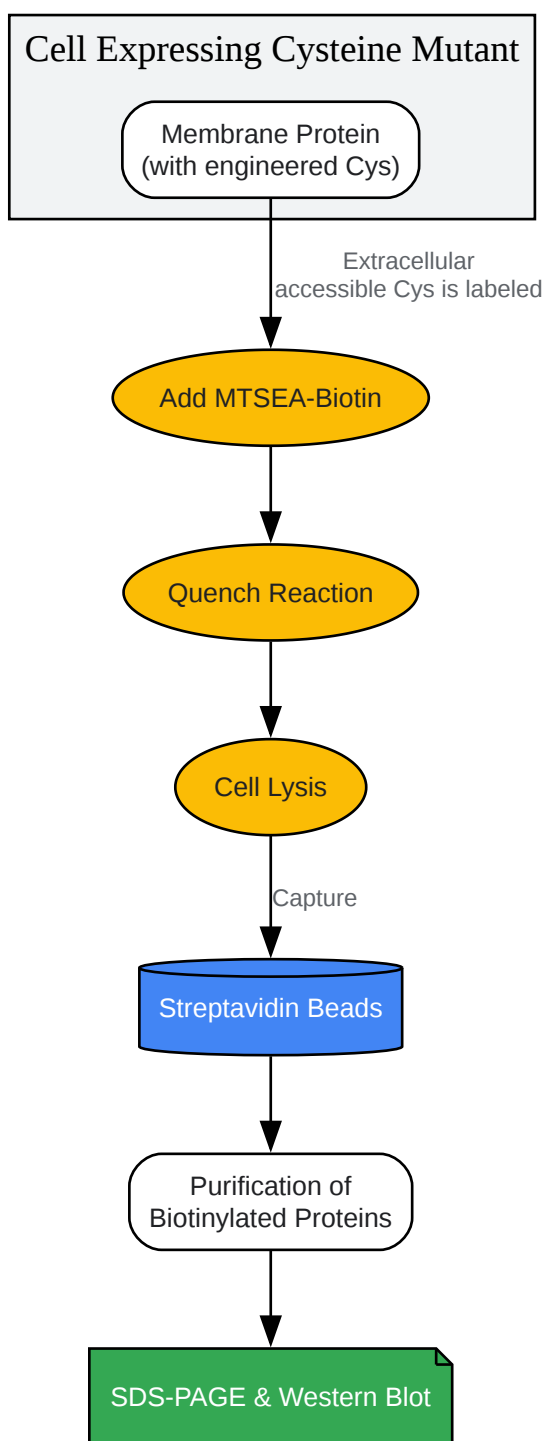 Cell Expressing Cysteine Mutant
Membrane Protein
(with engineered Cys)
Extracellular
accessible Cys is labeled
Add MTSEA-Biotin
Quench Reaction
Cell Lysis
Capture
Streptavidin Beads
Purification of
Biotinylated Proteins
SDS-PAGE & Western Blot